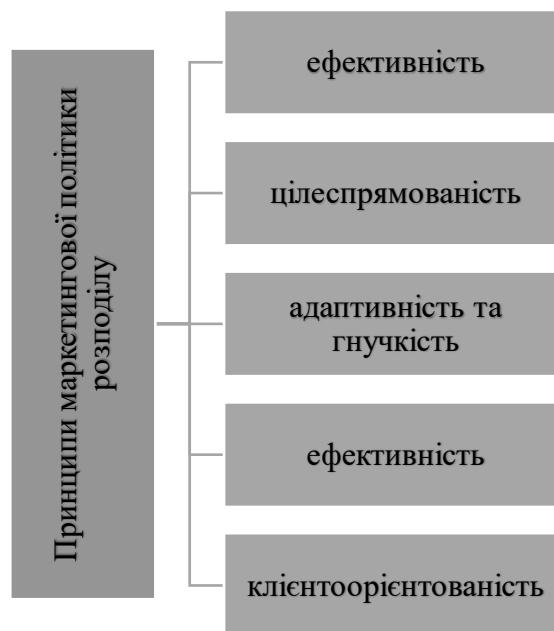 Принципи маркетингової політики
розподілу
ефективність
цілеспрямованість
адаптивність та
гнучкість
ефективність
клієнтоорієнтованість